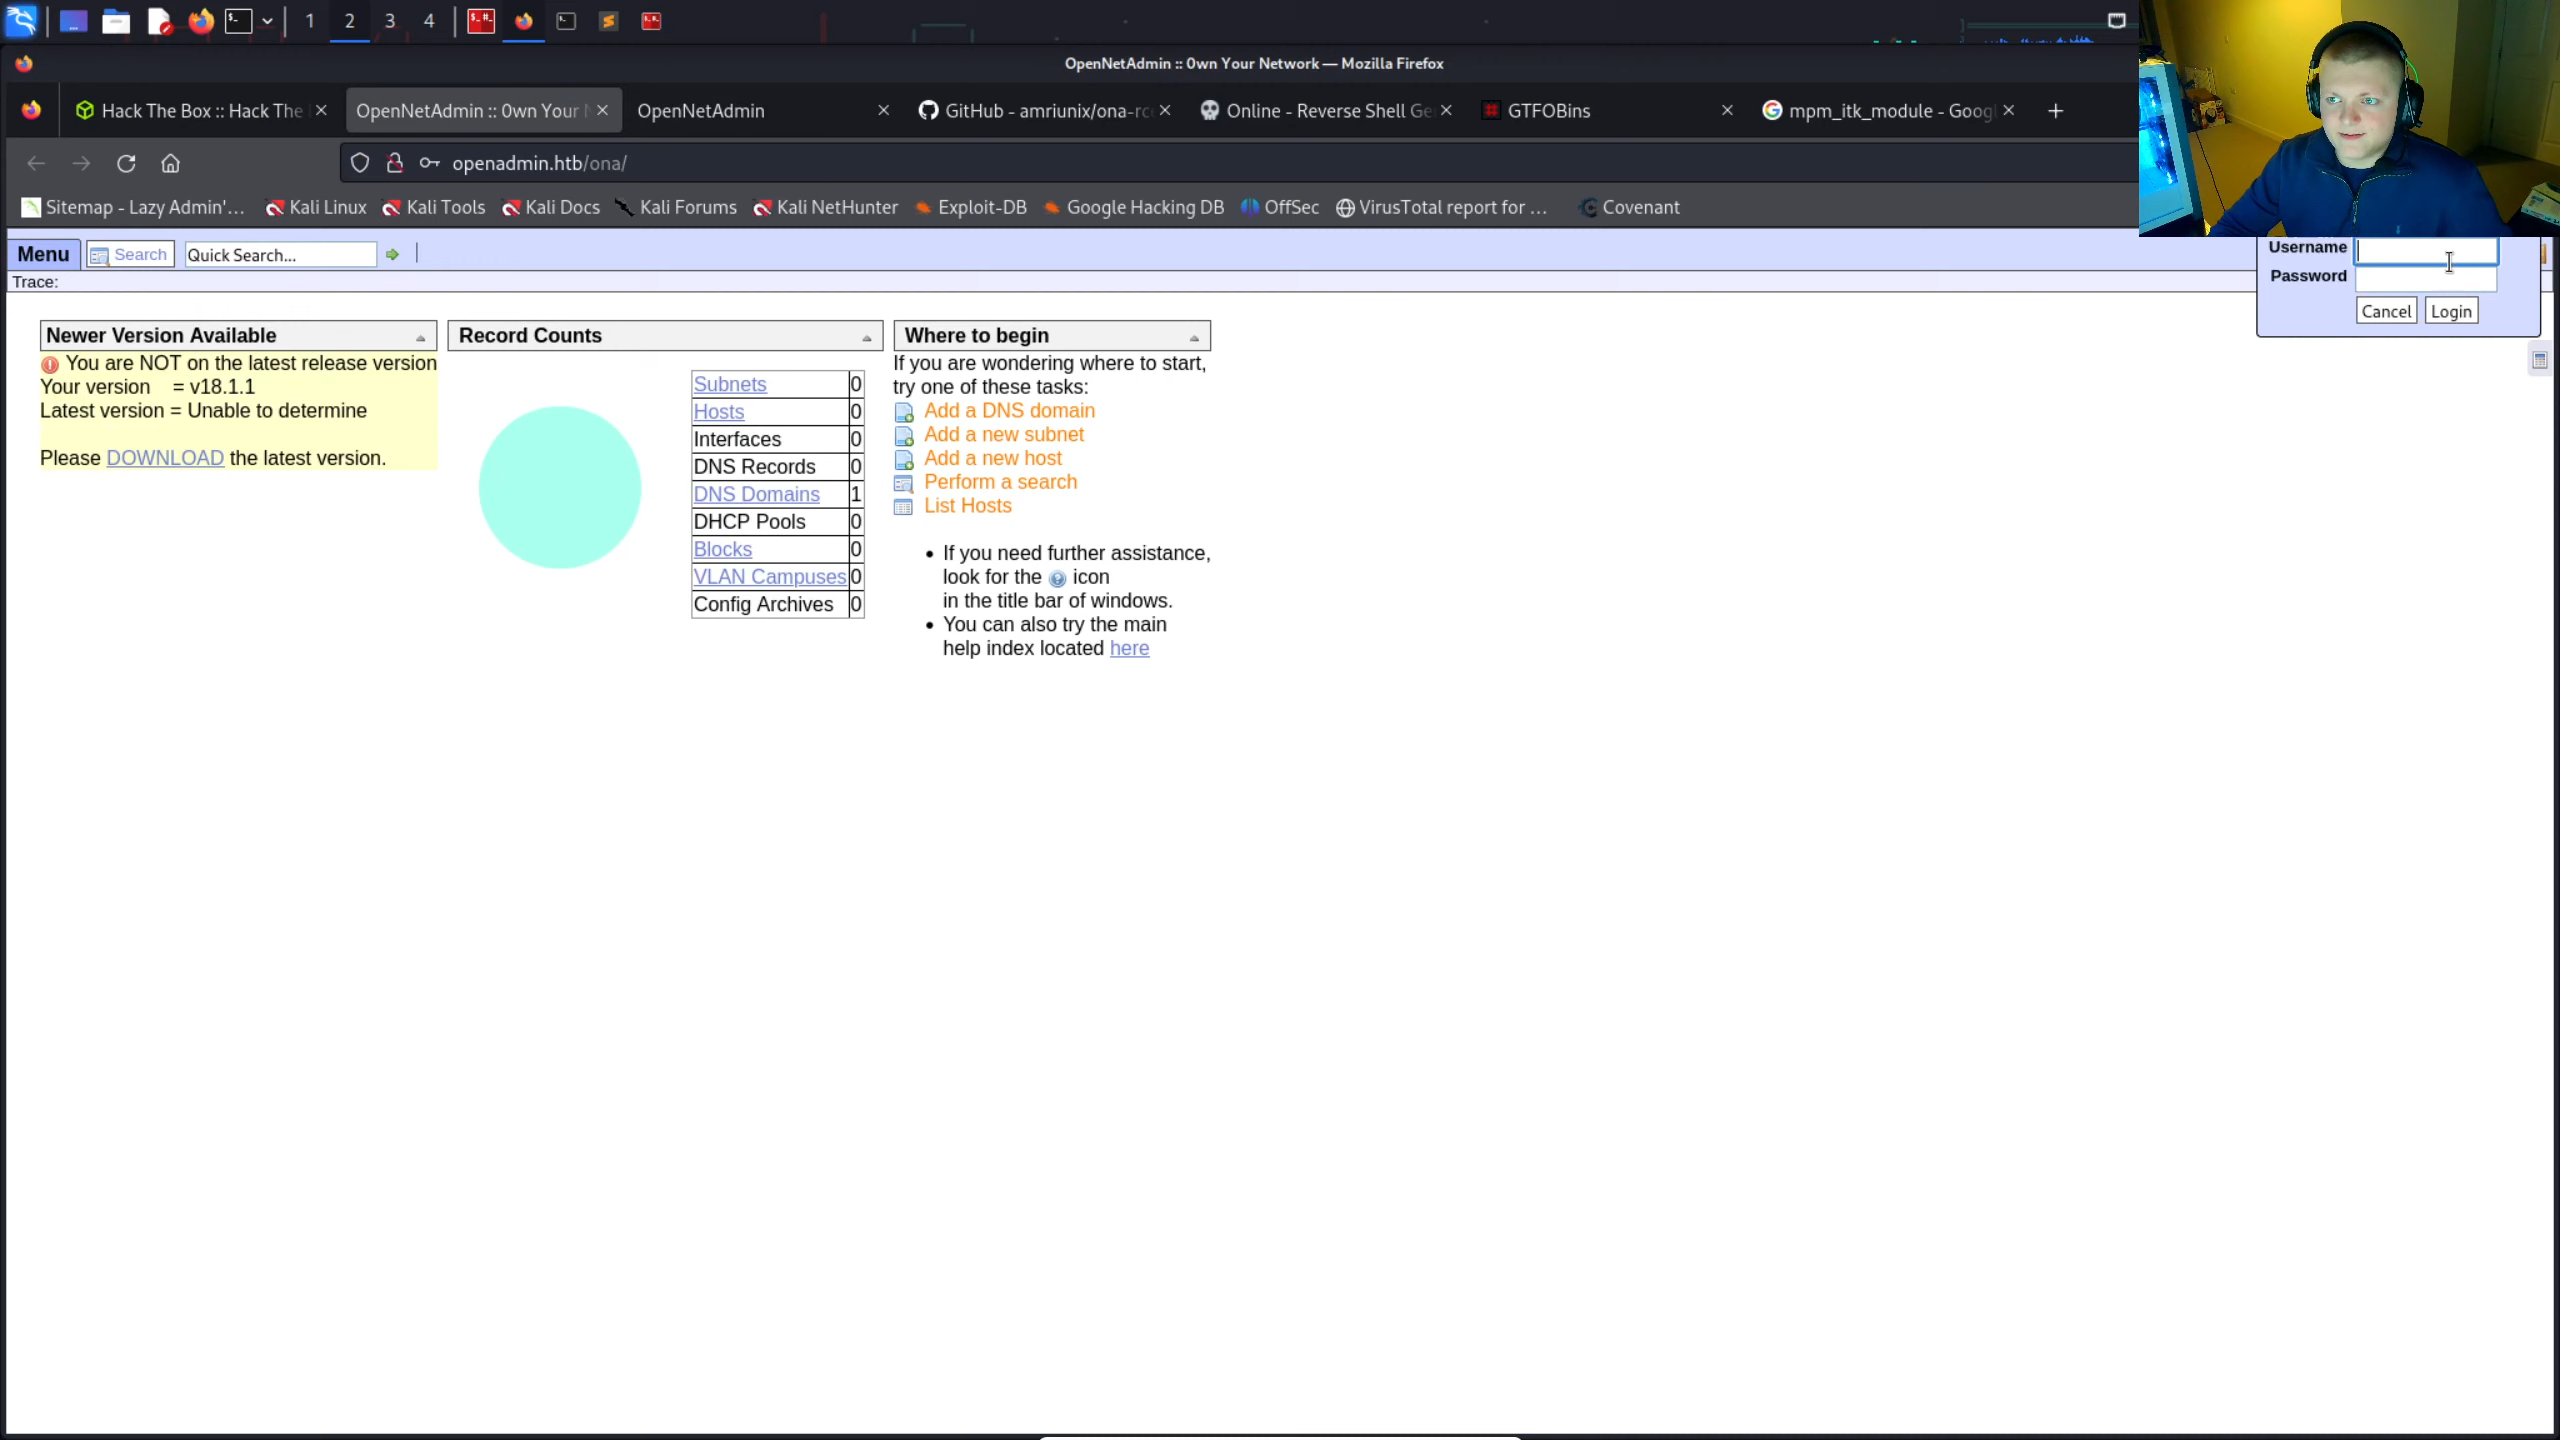 1 2 3 4
OpenNetAdmin :: 0wn Your Network — Mozilla Firefox
Hack The Box :: Hack The
OpenNetAdmin :: 0wn Your
OpenNetAdmin
GitHub - amriunix/ona-rc
Online - Reverse Shell Ge
GTFOBins
mpm_itk_module - Goog
openadmin.htb/ona/
Sitemap - Lazy Admin'... Kali Linux Kali Tools Kali Docs Kali Forums Kali NetHunter Exploit-DB Google Hacking DB OffSec VirusTotal report for ... Covenant
Menu Search Quick Search...
Username
Password
Cancel Login
Trace:
Newer Version Available
You are NOT on the latest release version
Your version = v18.1.1
Latest version = Unable to determine
Please DOWNLOAD the latest version.
Record Counts
Subnets 0
Hosts 0
Interfaces 0
DNS Records 0
DNS Domains 1
DHCP Pools 0
Blocks 0
VLAN Campuses 0
Config Archives 0
Where to begin
If you are wondering where to start,
try one of these tasks:
Add a DNS domain
Add a new subnet
Add a new host
Perform a search
List Hosts
• If you need further assistance,
look for the icon
in the title bar of windows.
• You can also try the main
help index located here